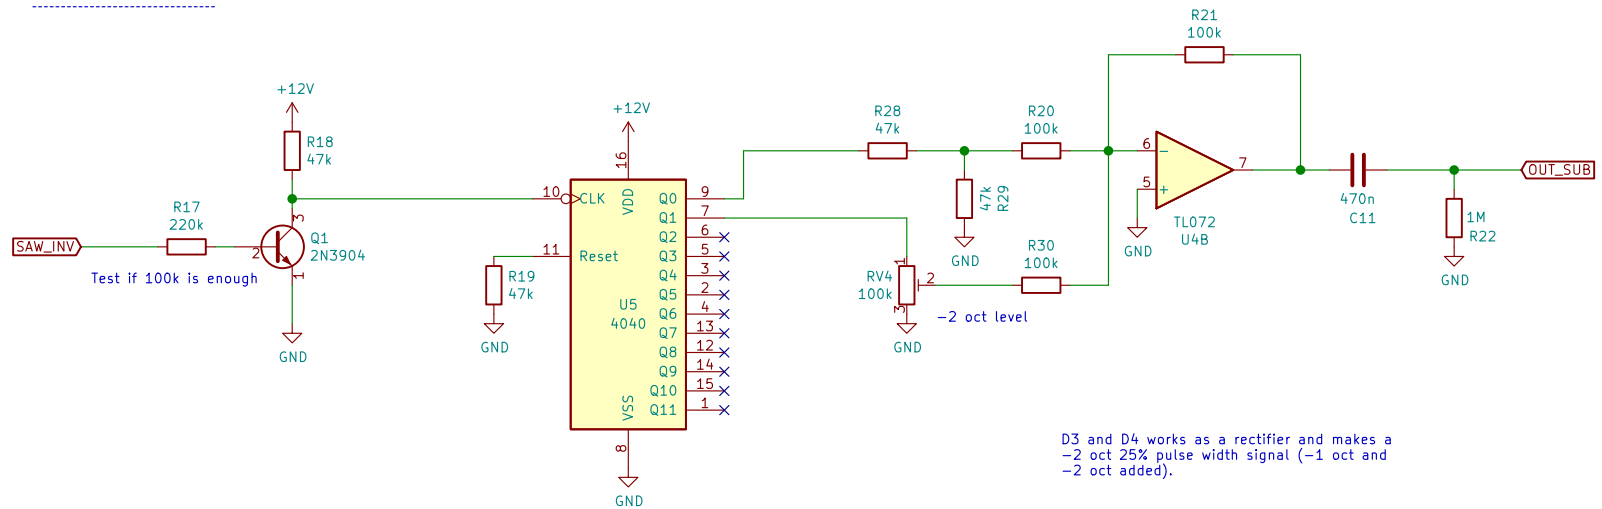 R21
100k
+12V
+12V
R18
47k
R28
47k
R20
100k
6
−
5
+
7
TL072
U4B
GND
470n
C11
OUT_SUB
1M
R22
GND
16
10
CLK
VDD
Q0
9
Q1
7
Q2
6
Q3
5
Q4
3
Q5
2
Q6
4
Q7
13
Q8
12
Q9
14
Q10
15
Q11
1
47k
R29
GND
R17
220k
SAW_INV
3
2
1
Q1
2N3904
Test if 100k is enough
GND
11
Reset
R19
47k
GND
U5
4040
VSS
8
GND
RV4
100k
1
2
3
GND
R30
100k
-2 oct level
D3 and D4 works as a rectifier and makes a
-2 oct 25% pulse width signal (-1 oct and
-2 oct added).